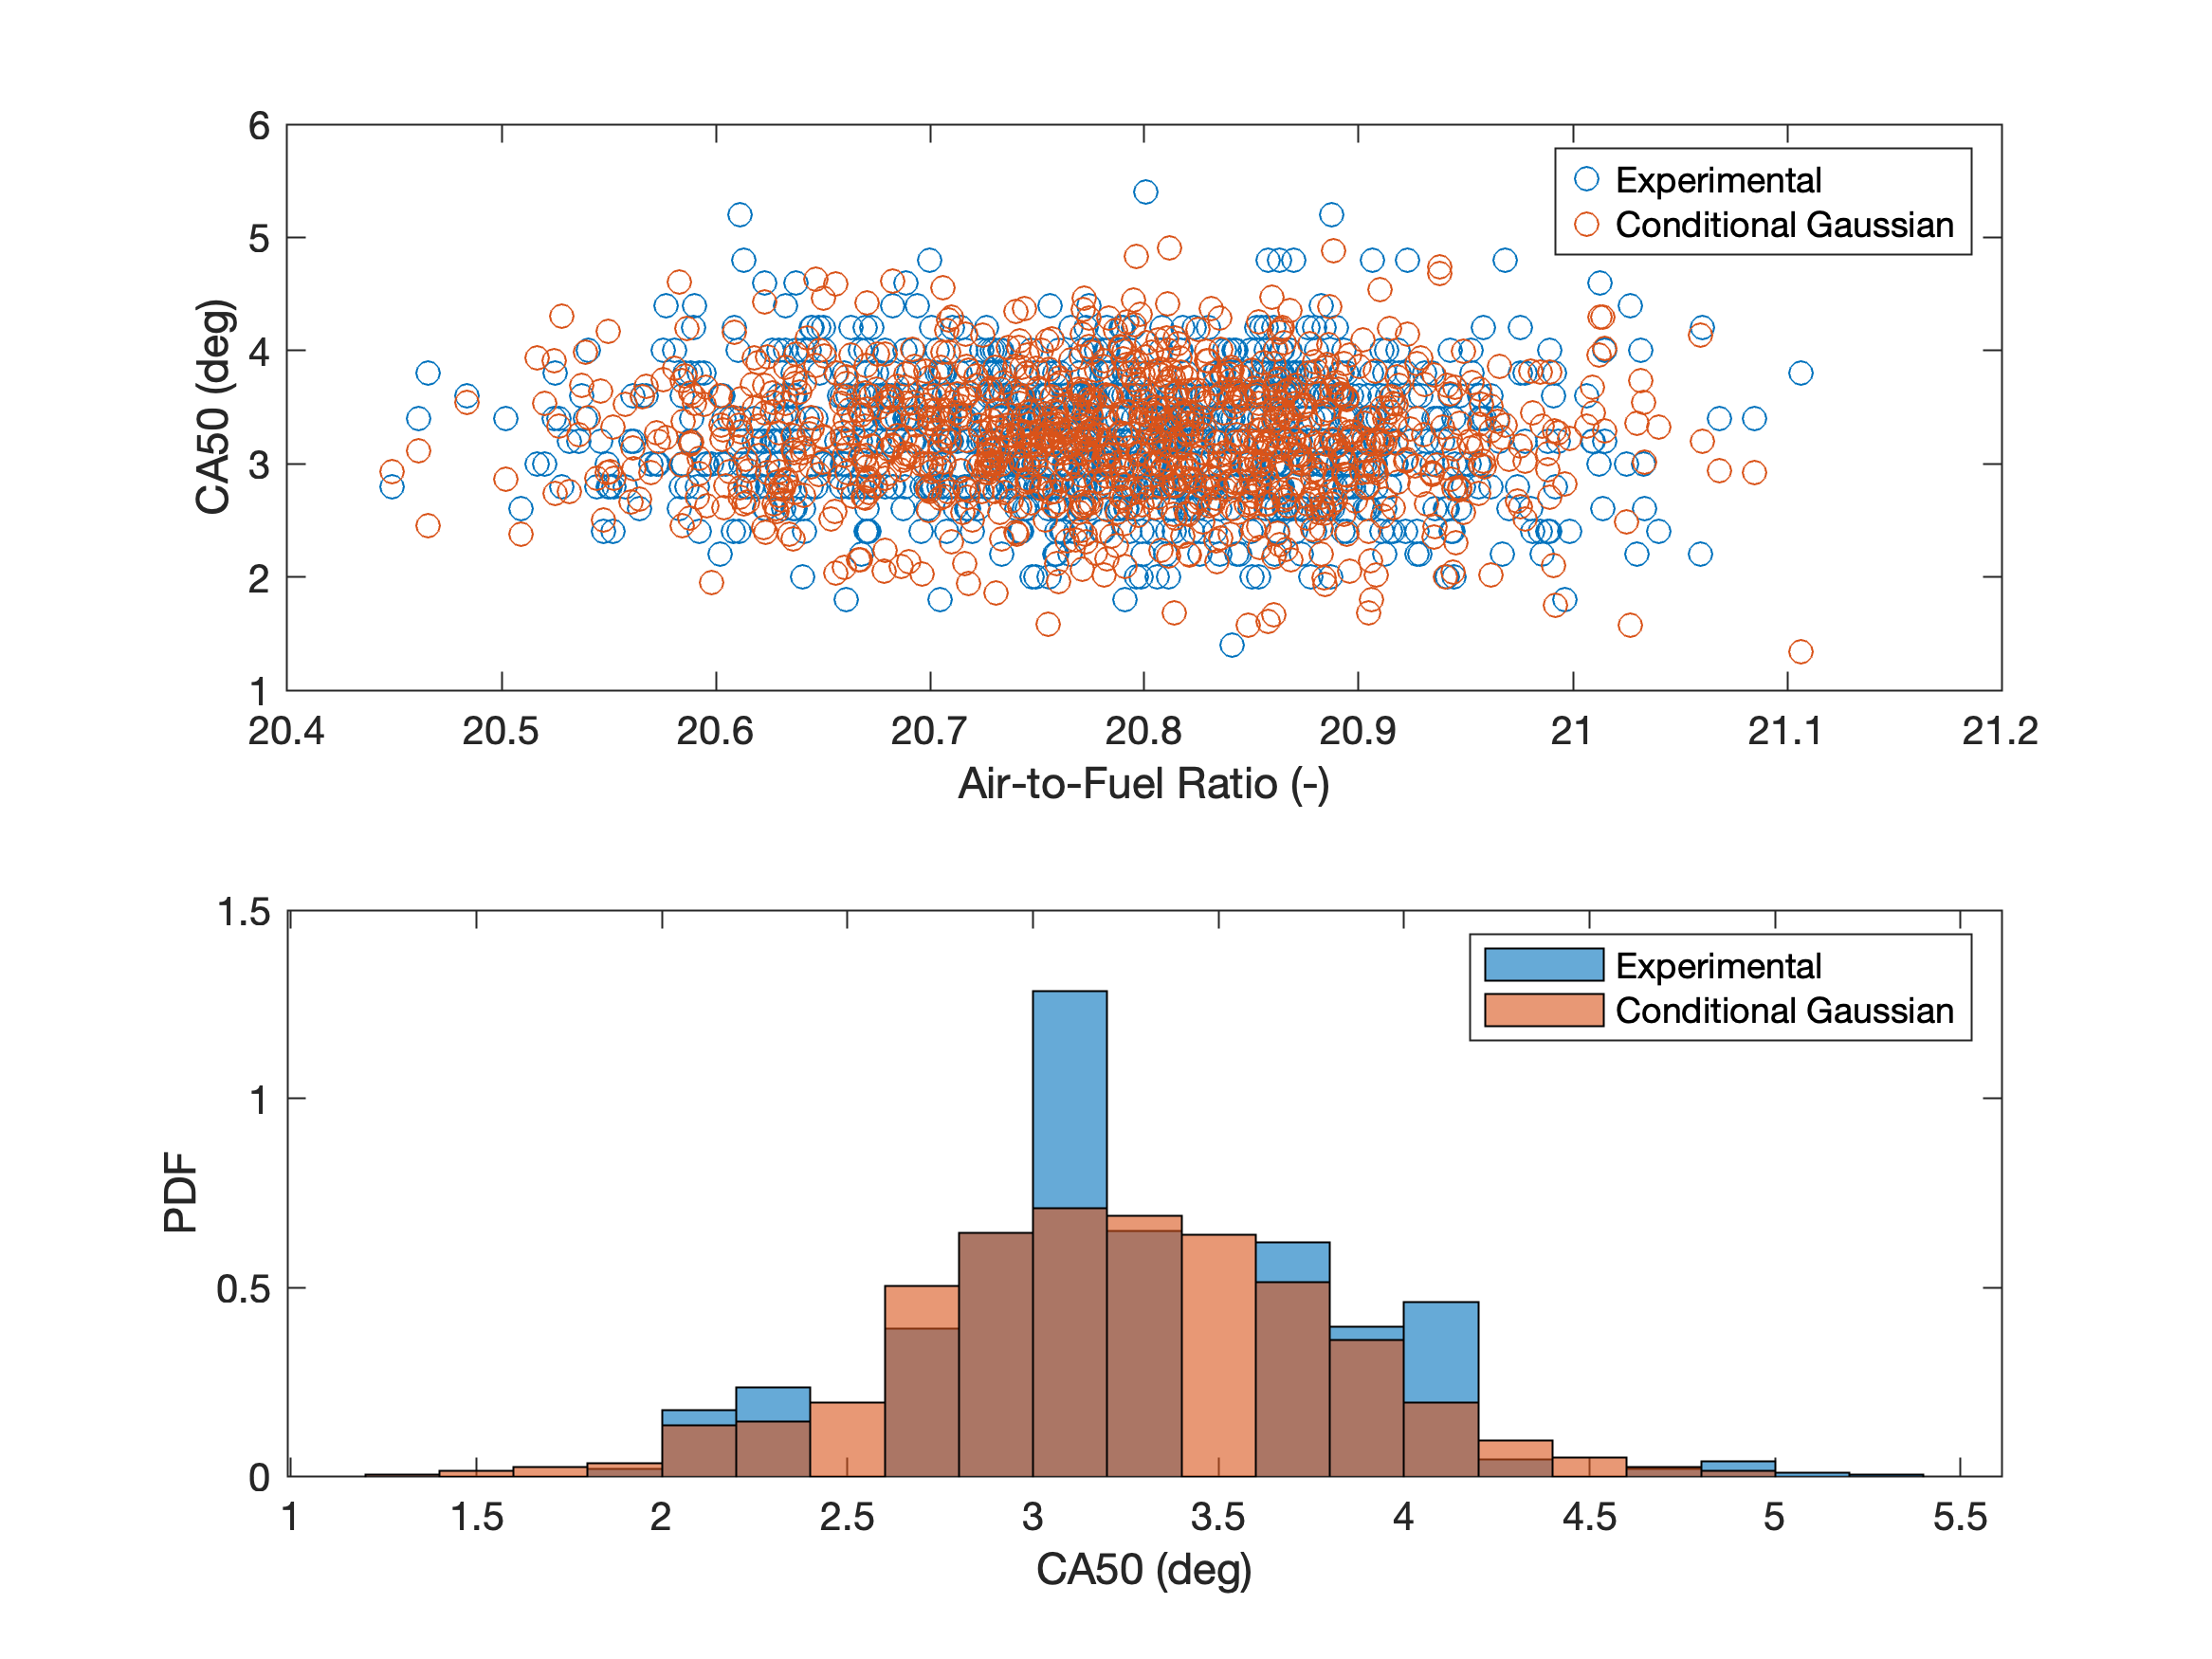 6
5
4
3
2
1
CA50 (deg)
Experimental
Conditional Gaussian
20.4 20.5 20.6 20.7 20.8 20.9 21 21.1 21.2
Air-to-Fuel Ratio (-)
1.5
1
0.5
0
PDF
Experimental
Conditional Gaussian
1 1.5 2 2.5 3 3.5 4 4.5 5 5.5
CA50 (deg)